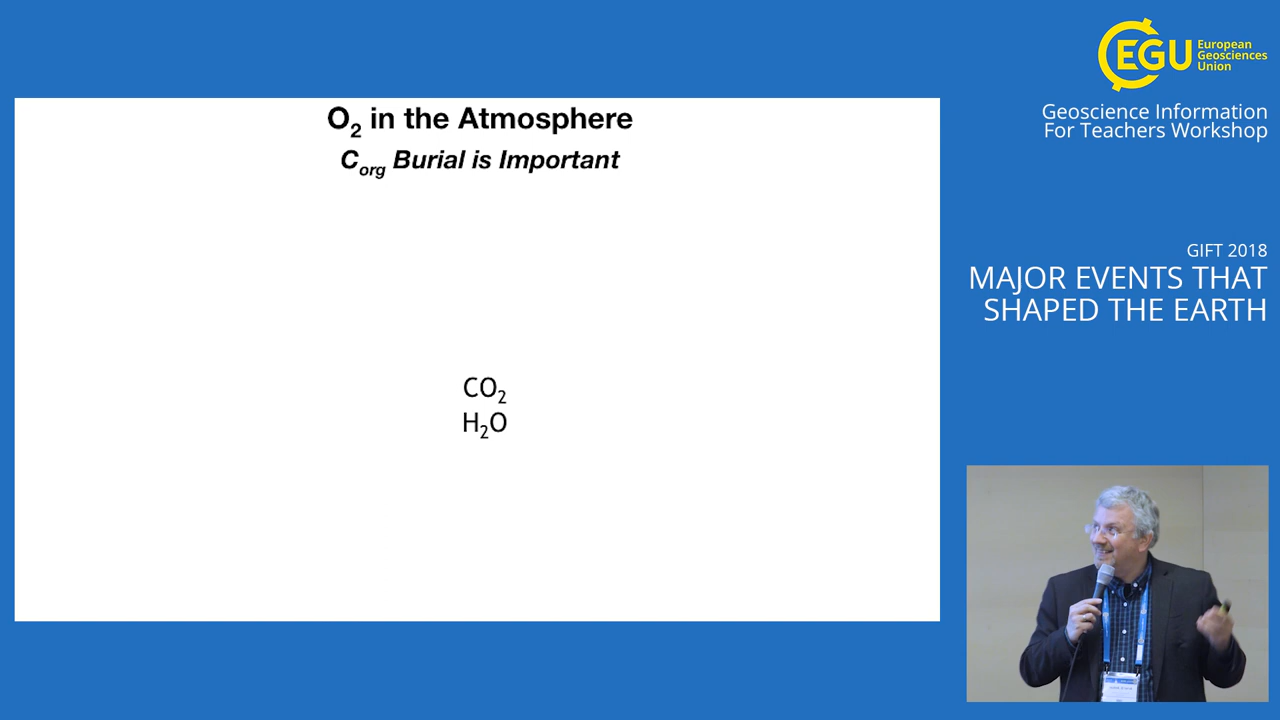 O₂ in the Atmosphere
C_org Burial is Important
CO₂
H₂O
EGU European Geosciences Union
Geoscience Information
For Teachers Workshop
GIFT 2018
MAJOR EVENTS THAT
SHAPED THE EARTH